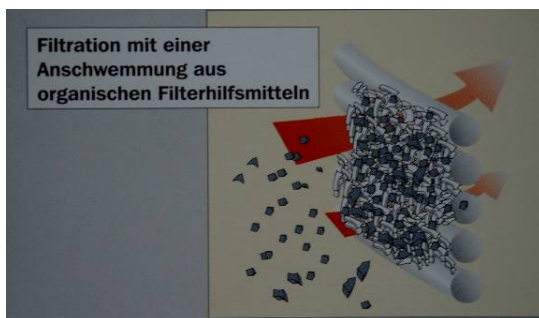 Filtration mit einer
Anschwemmung aus
organischen Filterhilfsmitteln